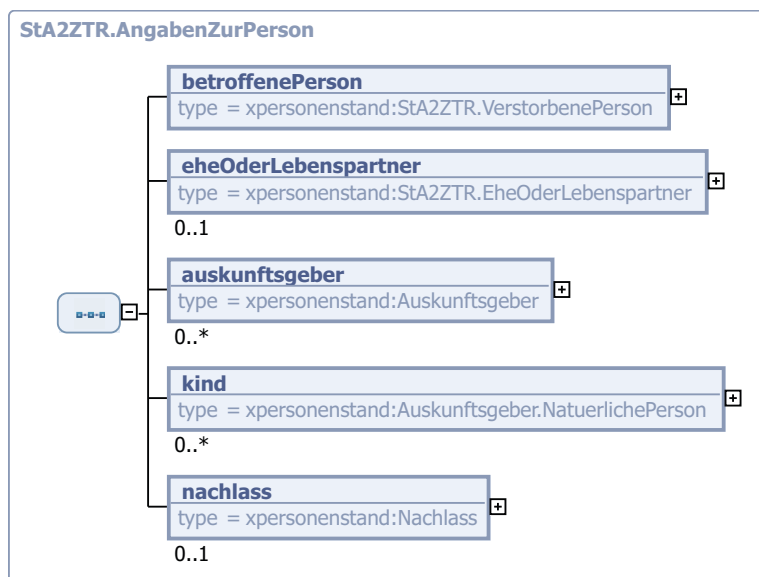 StA2ZTR.AngabenZurPerson
betroffenePerson
type = xpersonenstand:StA2ZTR.VerstorbenePerson
eheOderLebenspartner
type = xpersonenstand:StA2ZTR.EheOderLebenspartner
0..1
auskunftsgeber
type = xpersonenstand:Auskunftsgeber
0..*
kind
type = xpersonenstand:Auskunftsgeber.NatuerlichePerson
0..*
nachlass
type = xpersonenstand:Nachlass
0..1